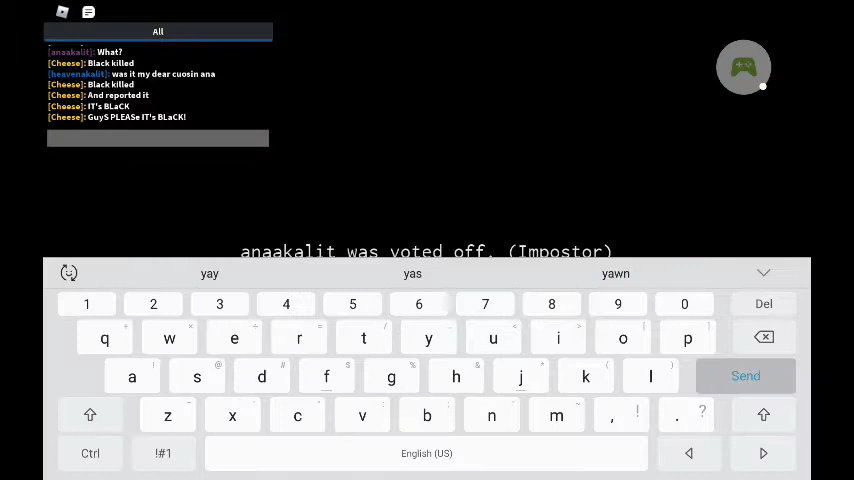 All
[anaakalit]: What?
[Cheese]: Black killed
[heavenakalit]: was it my dear cuosin ana
[Cheese]: Black killed
[Cheese]: And reported it
[Cheese]: IT's BLaCK
[Cheese]: GuyS PLEASe IT's BLaCK!
anaakalit was voted off. (Impostor)
yay yas yawn
1 2 3 4 5 6 7 8 9 0 Del
q w e r t y u i o p
a s d f g h j k l Send
z x c v b n m , ! . ?
Ctrl !#1 English (US)